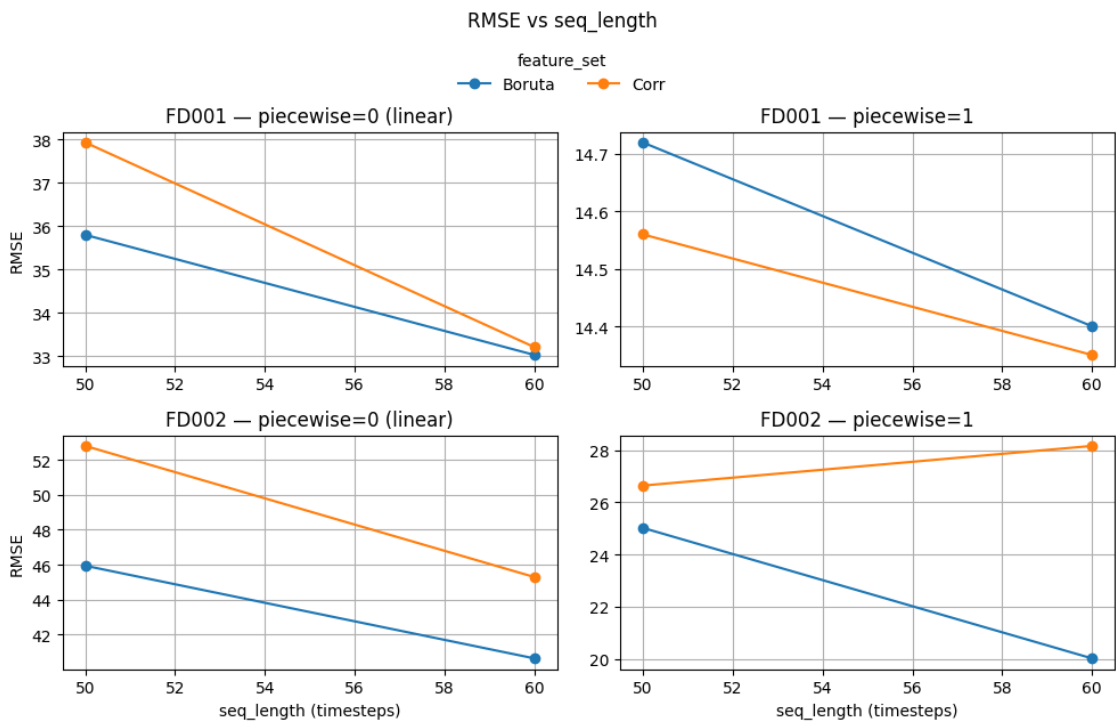 RMSE vs seq_length
feature_set
Boruta Corr
FD001 — piecewise=0 (linear)
38
37
36
35
34
33
RMSE
50 52 54 56 58 60
FD001 — piecewise=1
14.7
14.6
14.5
14.4
50 52 54 56 58 60
FD002 — piecewise=0 (linear)
52
50
48
46
44
42
RMSE
50 52 54 56 58 60
seq_length (timesteps)
FD002 — piecewise=1
28
26
24
22
20
50 52 54 56 58 60
seq_length (timesteps)